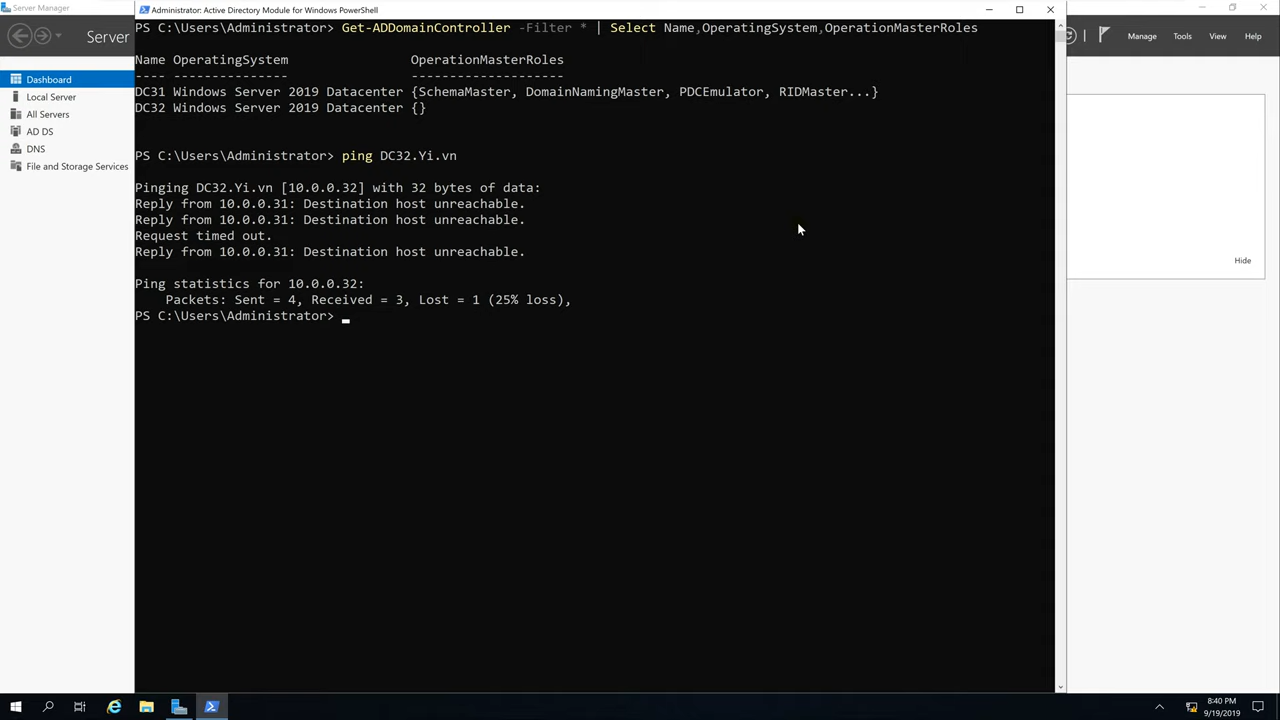 Server Manager
Administrator: Active Directory Module for Windows PowerShell
Server
Manage
Tools
View
Help
Dashboard
Local Server
All Servers
AD DS
DNS
File and Storage Services
PS C:\Users\Administrator> Get-ADDomainController -Filter * | Select Name,OperatingSystem,OperationMasterRoles
Name OperatingSystem OperationMasterRoles
---- --------------- --------------------
DC31 Windows Server 2019 Datacenter {SchemaMaster, DomainNamingMaster, PDCEmulator, RIDMaster...}
DC32 Windows Server 2019 Datacenter {}
PS C:\Users\Administrator> ping DC32.Yi.vn
Pinging DC32.Yi.vn [10.0.0.32] with 32 bytes of data:
Reply from 10.0.0.31: Destination host unreachable.
Reply from 10.0.0.31: Destination host unreachable.
Request timed out.
Reply from 10.0.0.31: Destination host unreachable.
Ping statistics for 10.0.0.32:
Packets: Sent = 4, Received = 3, Lost = 1 (25% loss),
PS C:\Users\Administrator>
Hide
8:40 PM
9/19/2019